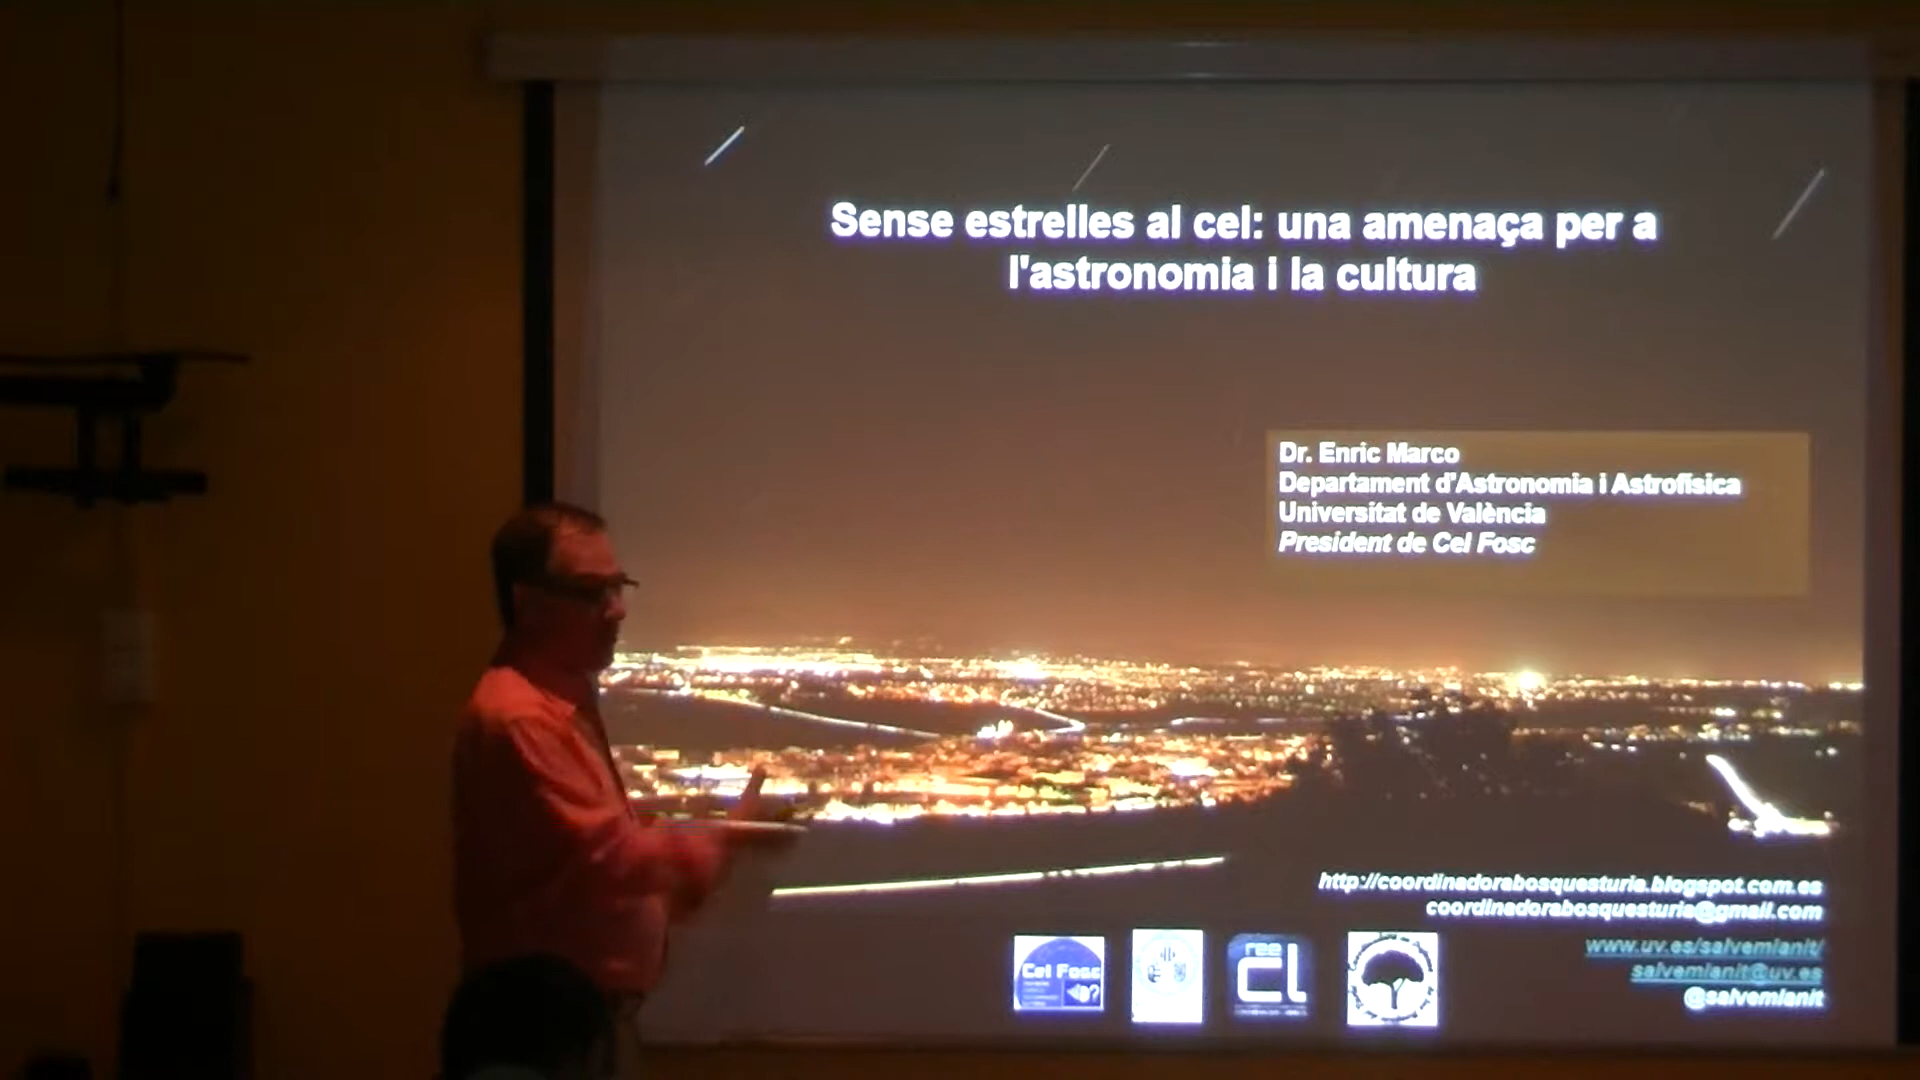 Sense estrelles al cel: una amenaça per a
l'astronomia i la cultura
Dr. Enric Marco
Departament d'Astronomia i Astrofísica
Universitat de València
President de Cel Fosc
http://coordinadorabosquesturia.blogspot.com.es
coordinadorabosquesturia@gmail.com
www.uv.es/salvemlanit/
salvemlanit@uv.es
@salvemlanit
Cel Fosc
ree
CL